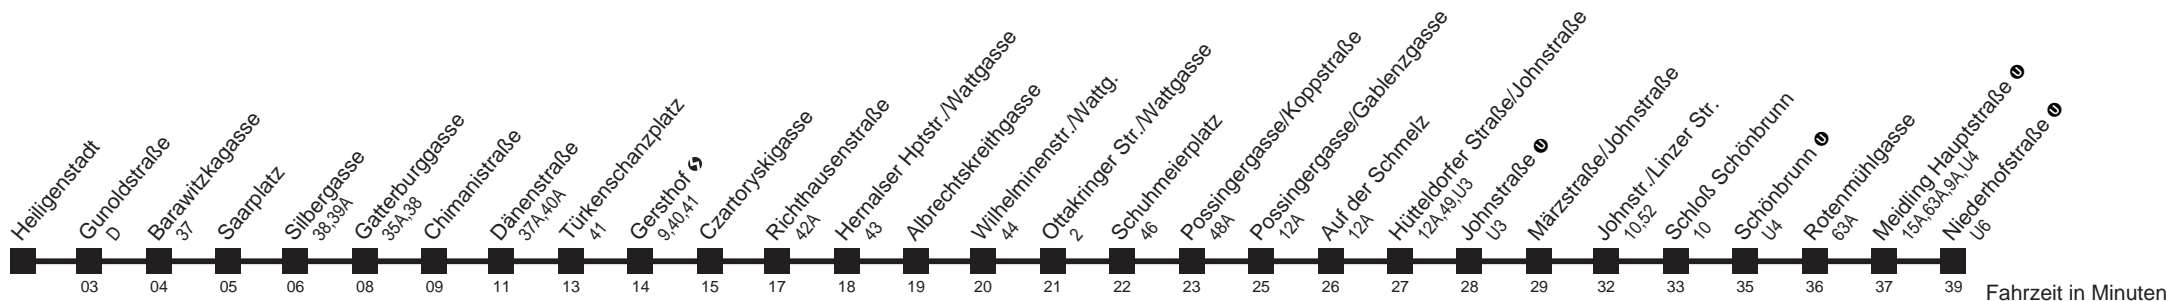 Heiligenstadt
Gunoldstraße
D
Barawitzkagasse
37
Saarplatz
Silbergasse
38,39A
Gatterburggasse
35A,38
Chimanistraße
Dänenstraße
37A,40A
Türkenschanzplatz
41
Gersthof
9,40,41
Czartoryskigasse
Richthausenstraße
42A
Hernalser Hptstr./Wattgasse
43
Albrechtskreithgasse
Wilhelminenstr./Wattg.
44
Ottakringer Str./Wattgasse
2
Schuhmeierplatz
46
Possingergasse/Koppstraße
48A
Possingergasse/Gablenzgasse
12A
Auf der Schmelz
12A
Hütteldorfer Straße/Johnstraße
12A,49,U3
Johnstraße U
U3
Märzstraße/Johnstraße
Johnstr./Linzer Str.
10,52
Schloß Schönbrunn
10
Schönbrunn U
U4
Rotenmühlgasse
63A
Meidling Hauptstraße U
15A,63A,9A,U4
Niederhofstraße U
U6
03 04 05 06 08 09 11 13 14 15 17 18 19 20 21 22 23 25 26 27 28 29 32 33 35 36 37 39 Fahrzeit in Minuten